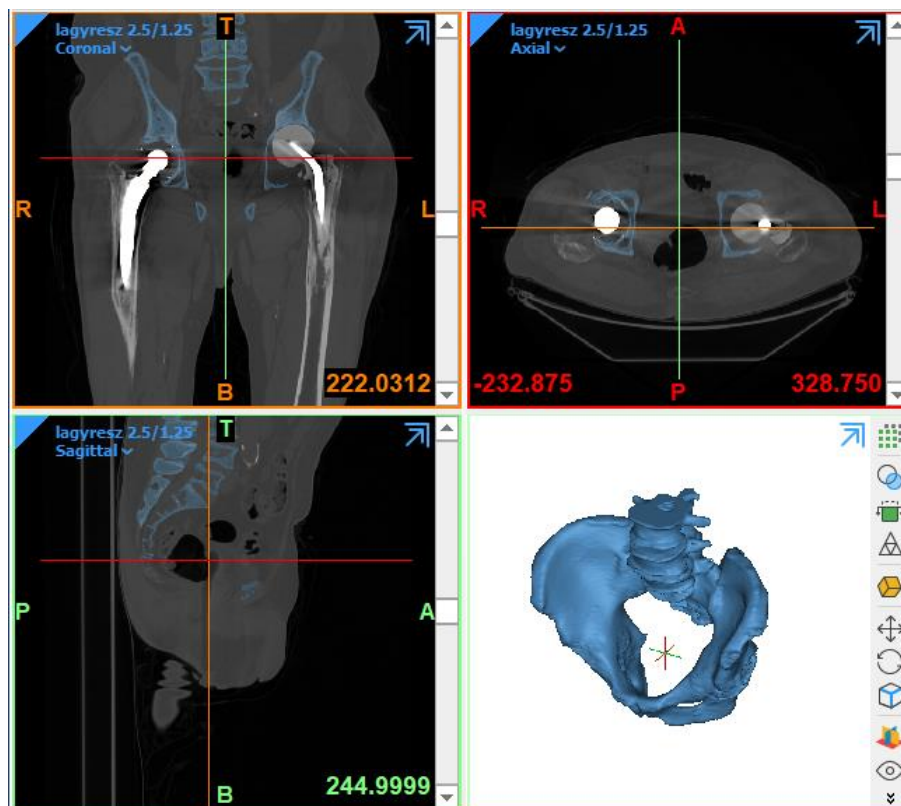 lagyresz 2.5/1.25
Coronal
T
R
L
B
222.0312
lagyresz 2.5/1.25
Axial
A
R
L
P
-232.875
328.750
lagyresz 2.5/1.25
Sagittal
T
P
A
B
244.9999